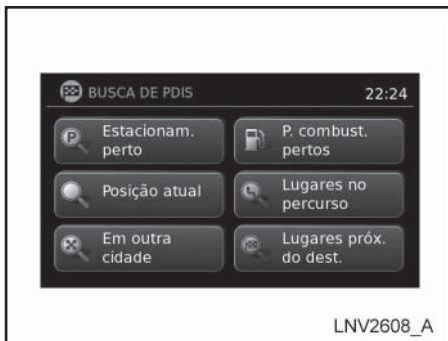 BUSCA DE PDIS 22:24
Estacionam.
perto
P. combust.
pertos
Posição atual
Lugares no
percurso
Em outra
cidade
Lugares próx.
do dest.
LNV2608_A